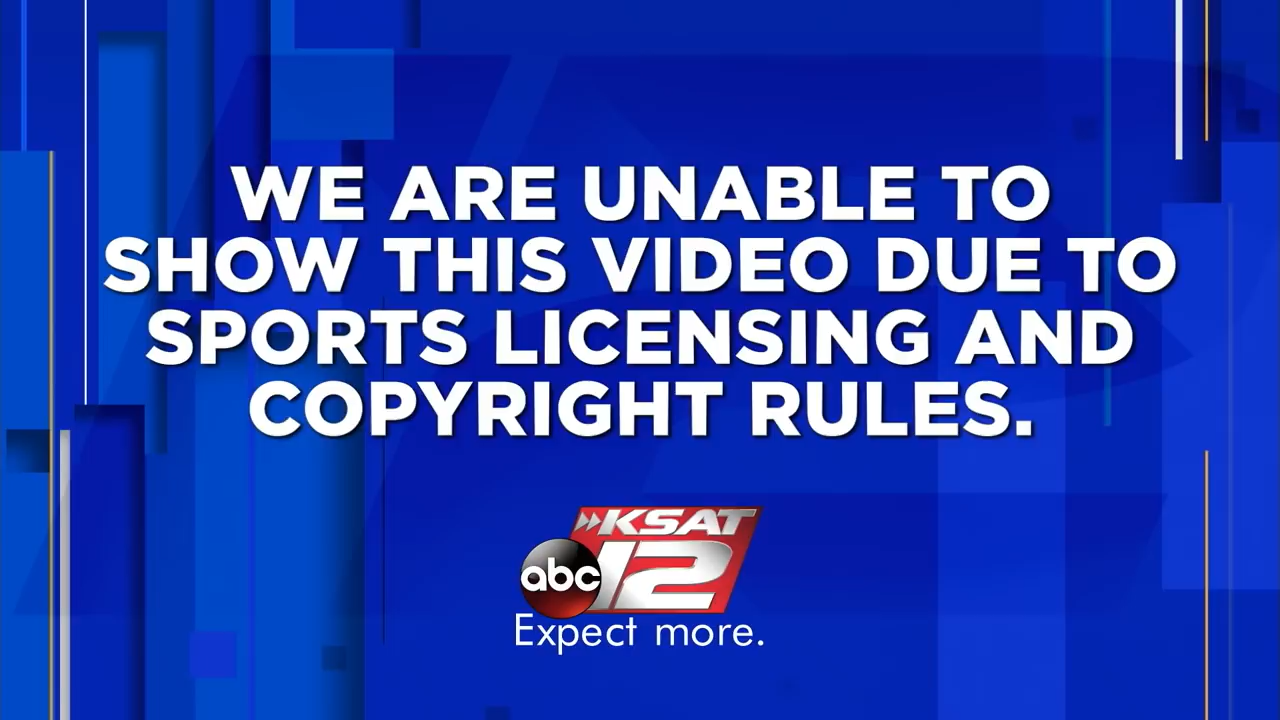 WE ARE UNABLE TO
SHOW THIS VIDEO DUE TO
SPORTS LICENSING AND
COPYRIGHT RULES.
KSAT
abc 12
Expect more.